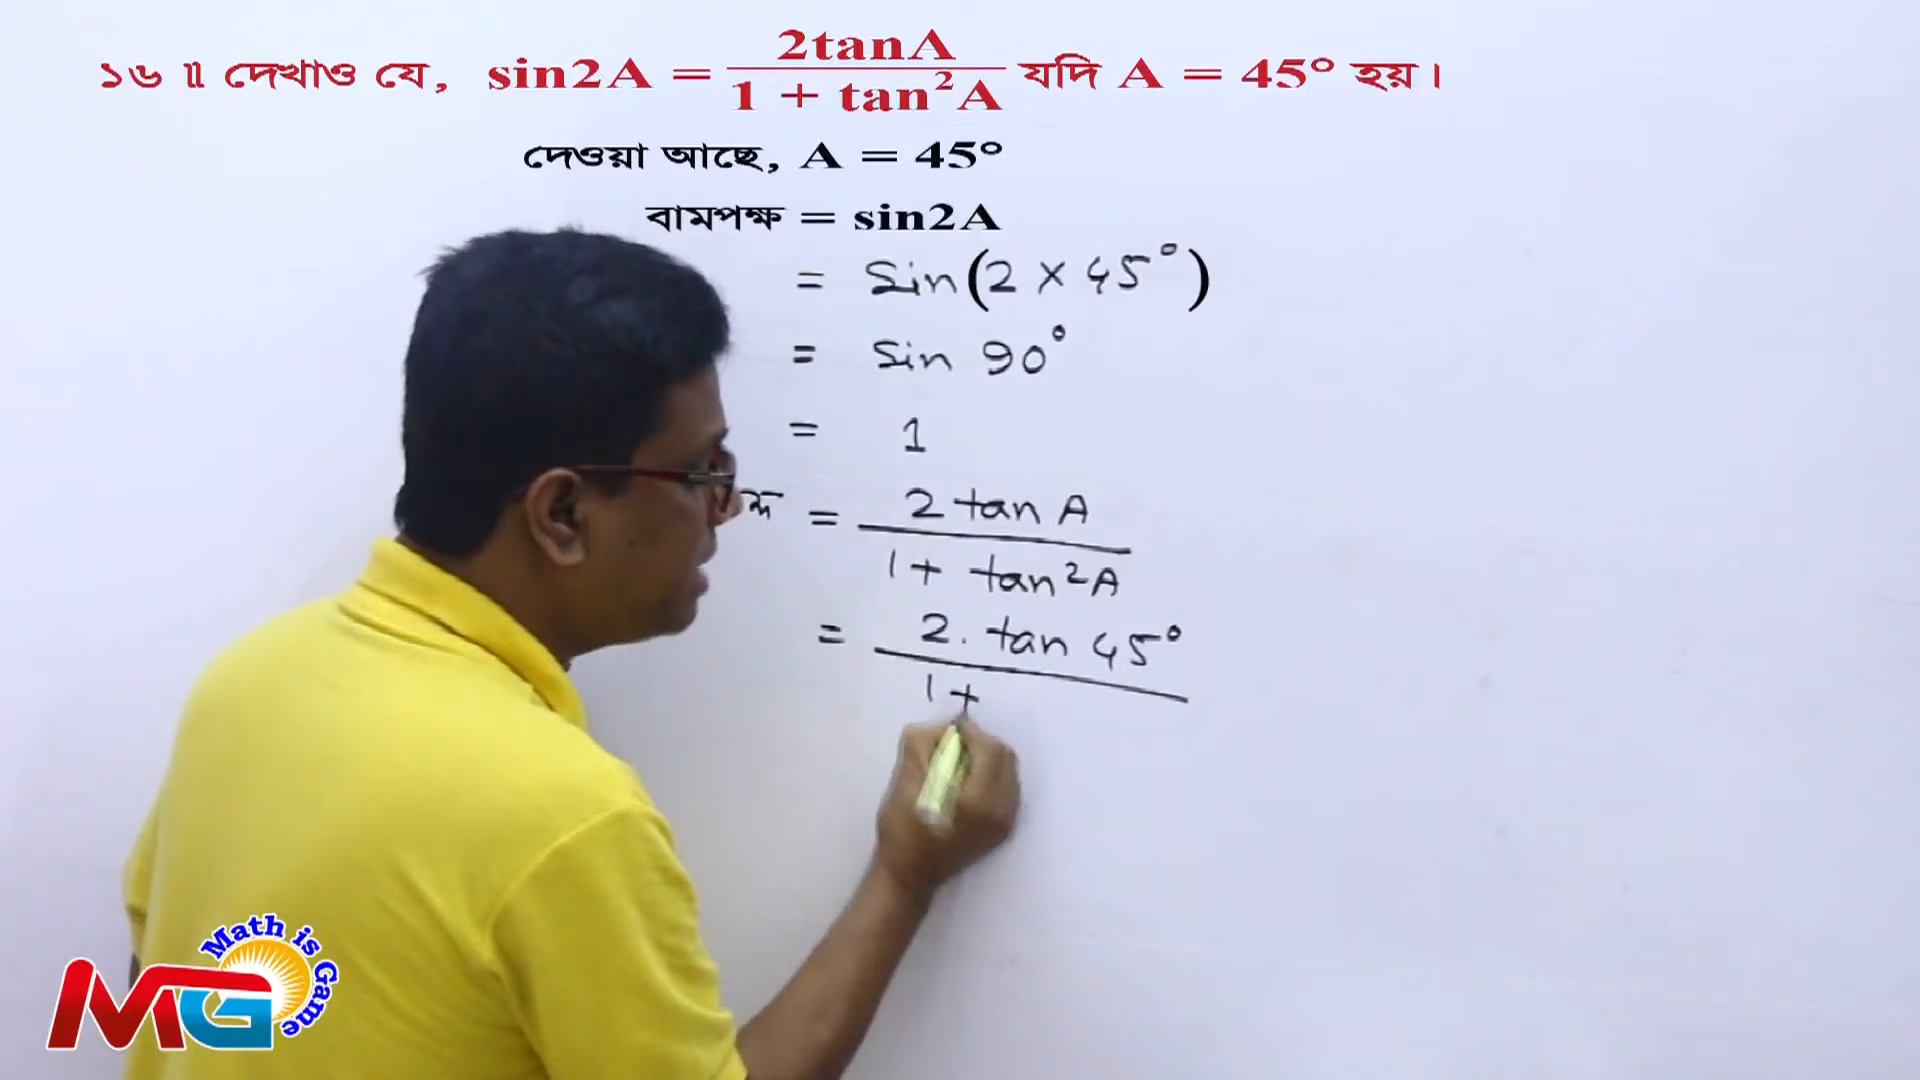 ১৬ ॥ দেখাও যে, sin2A = 2tanA / 1 + tan²A যদি A = 45° হয়।
দেওয়া আছে, A = 45°
বামপক্ষ = sin2A
= Sin(2 × 45°)
= Sin 90°
= 1
= 2 tan A / 1 + tan²A
= 2. tan 45° / 1 +
Math is Game
MG